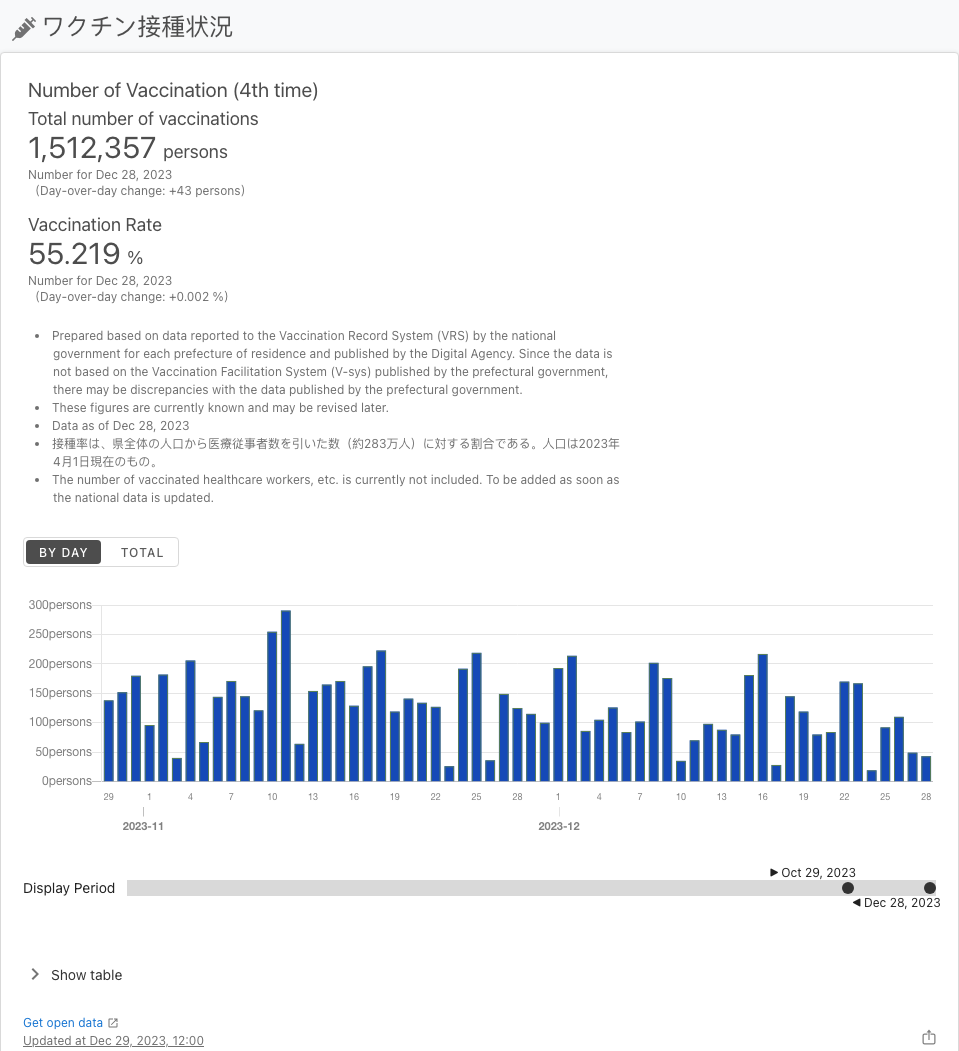 ワクチン接種状況
Number of Vaccination (4th time)
Total number of vaccinations
1,512,357 persons
Number for Dec 28, 2023
(Day-over-day change: +43 persons)
Vaccination Rate
55.219 %
Number for Dec 28, 2023
(Day-over-day change: +0.002 %)
• Prepared based on data reported to the Vaccination Record System (VRS) by the national
government for each prefecture of residence and published by the Digital Agency. Since the data is
not based on the Vaccination Facilitation System (V-sys) published by the prefectural government,
there may be discrepancies with the data published by the prefectural government.
• These figures are currently known and may be revised later.
• Data as of Dec 28, 2023
• 接種率は、県全体の人口から医療従事者数を引いた数（約283万人）に対する割合である。人口は2023年
4月1日現在のもの。
• The number of vaccinated healthcare workers, etc. is currently not included. To be added as soon as
the national data is updated.
BY DAY TOTAL
300persons
250persons
200persons
150persons
100persons
50persons
0persons
29 1 4 7 10 13 16 19 22 25 28 1 4 7 10 13 16 19 22 25 28
2023-11 2023-12
▶ Oct 29, 2023
Display Period
◀ Dec 28, 2023
Show table
Get open data
Updated at Dec 29, 2023, 12:00